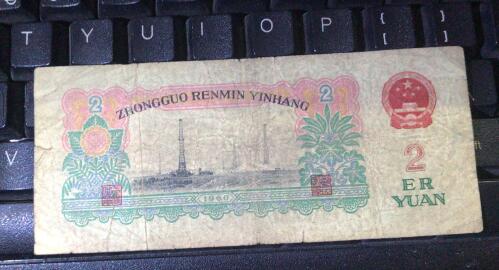 T Y U I O P { [ } ]
2 2
ZHONGGUO RENMIN YINHANG
2
ER
YUAN
1960
V